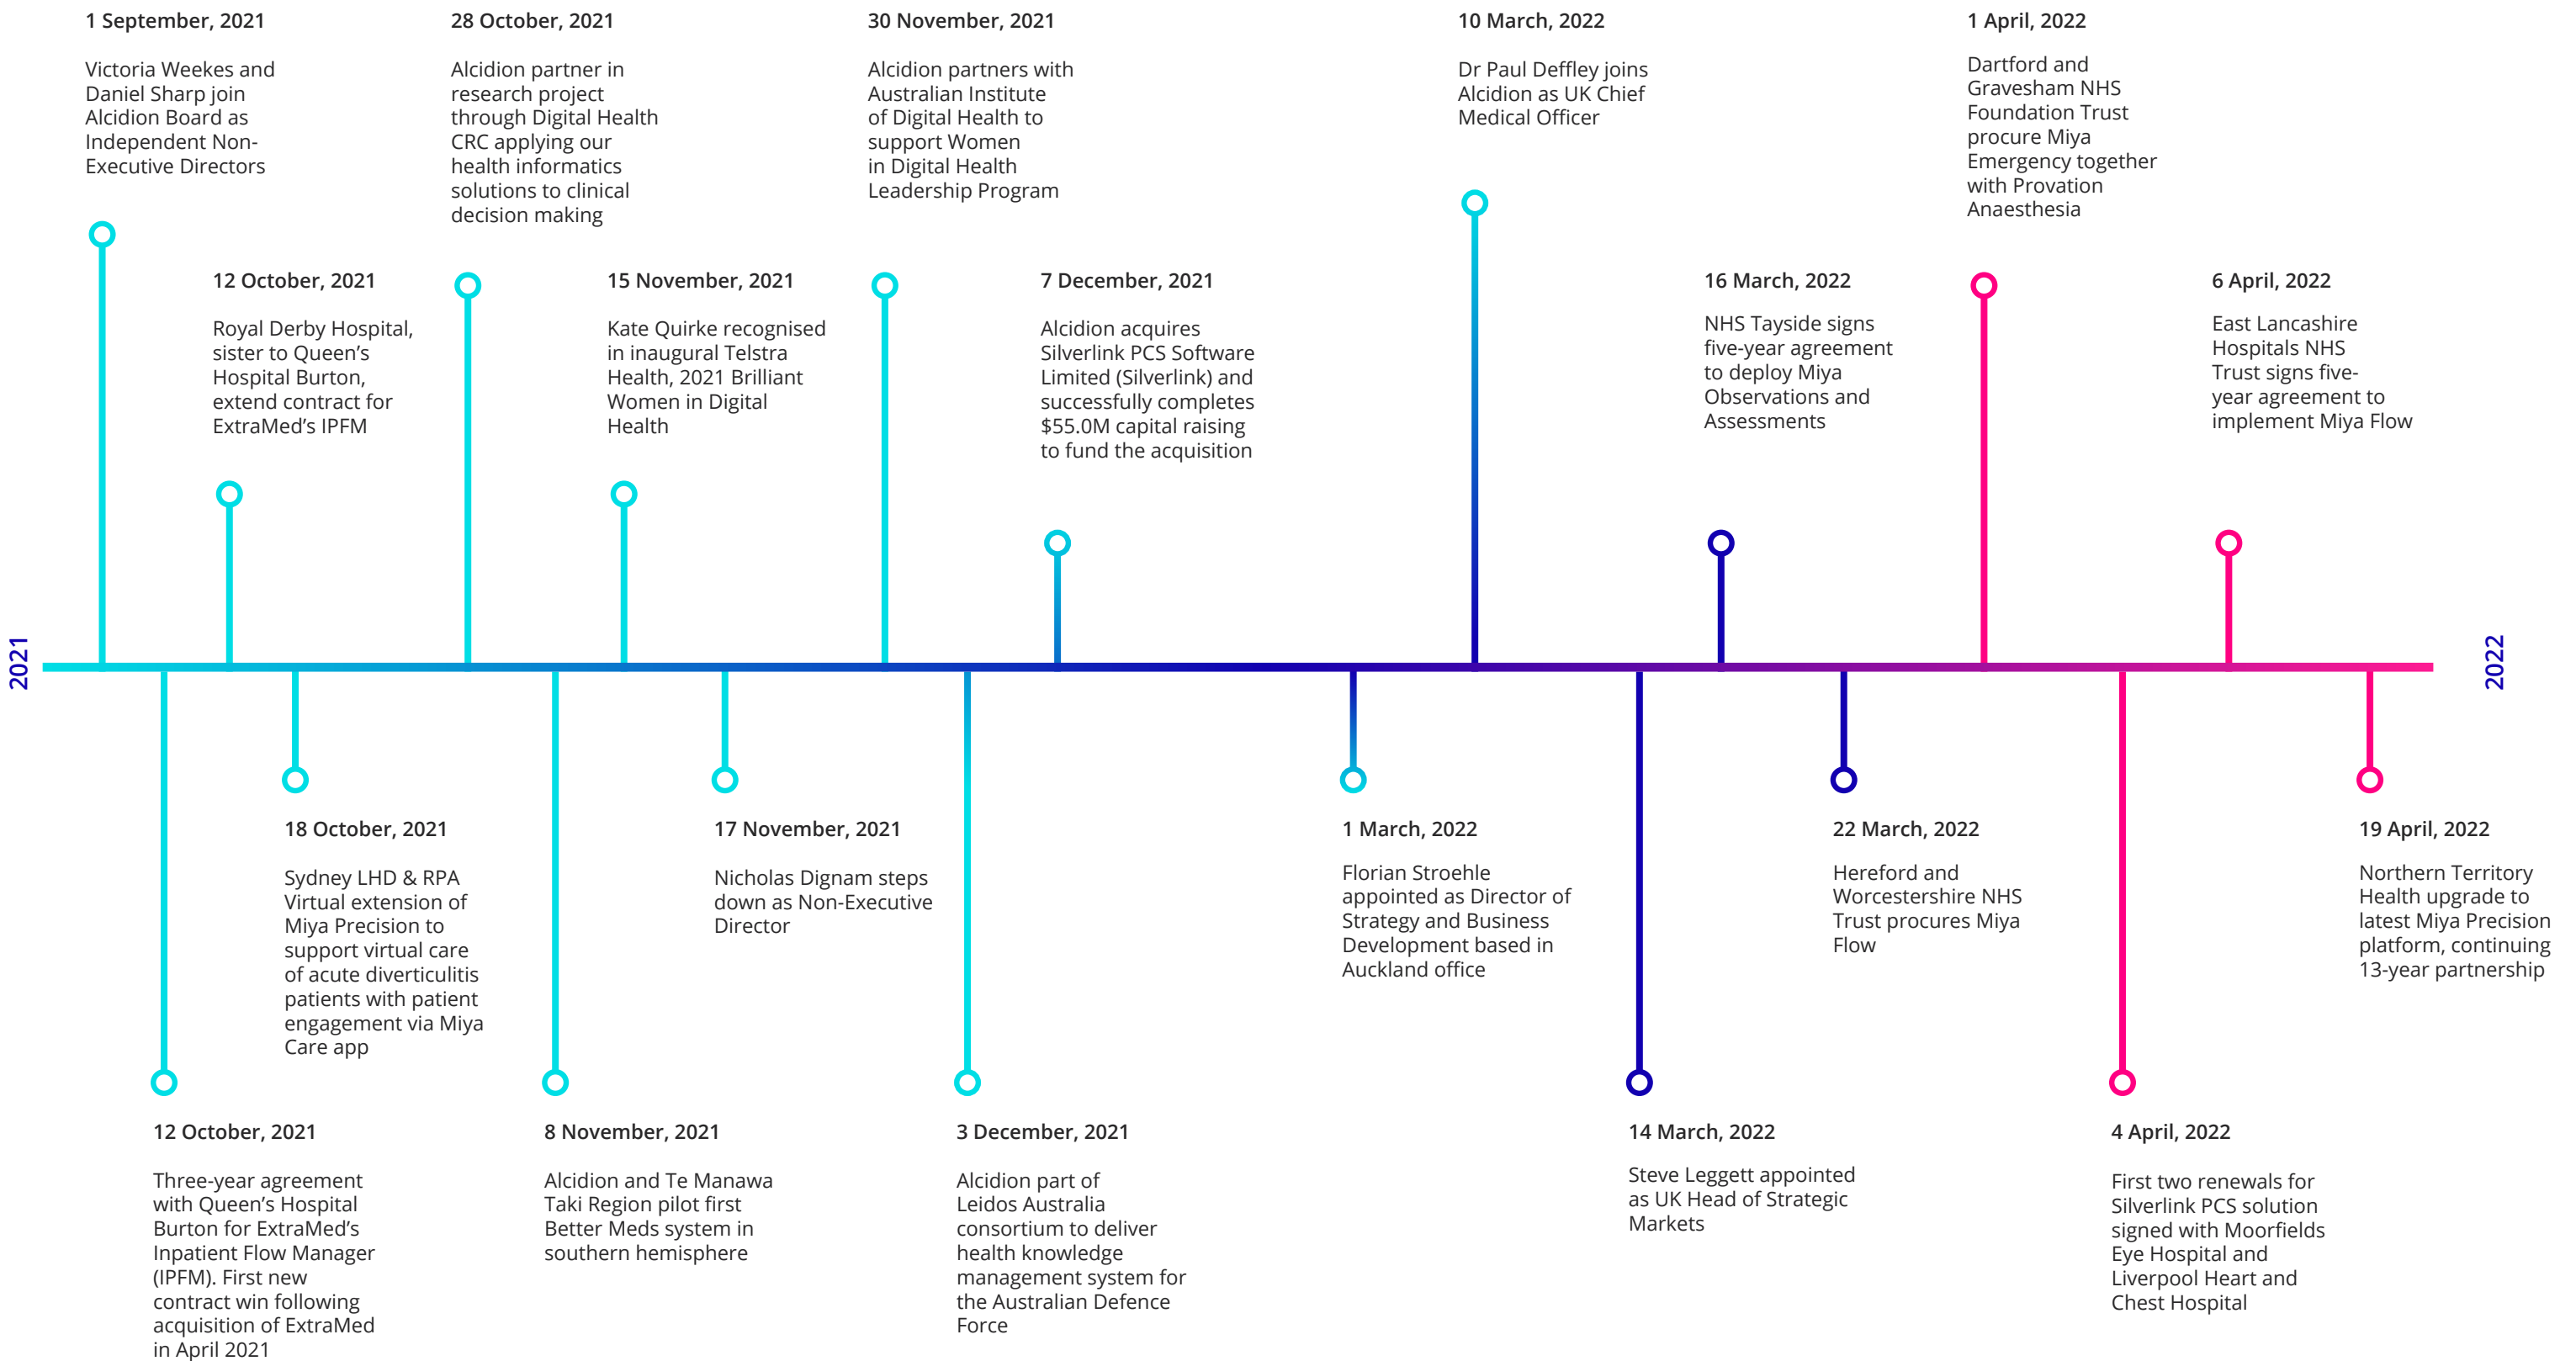 1 September, 2021
Victoria Weekes and
Daniel Sharp join
Alcidion Board as
Independent Non-
Executive Directors
28 October, 2021
Alcidion partner in
research project
through Digital Health
CRC applying our
health informatics
solutions to clinical
decision making
30 November, 2021
Alcidion partners with
Australian Institute
of Digital Health to
support Women
in Digital Health
Leadership Program
10 March, 2022
Dr Paul Deffley joins
Alcidion as UK Chief
Medical Officer
1 April, 2022
Dartford and
Gravesham NHS
Foundation Trust
procure Miya
Emergency together
with Provation
Anaesthesia
12 October, 2021
Royal Derby Hospital,
sister to Queen’s
Hospital Burton,
extend contract for
ExtraMed’s IPFM
15 November, 2021
Kate Quirke recognised
in inaugural Telstra
Health, 2021 Brilliant
Women in Digital
Health
7 December, 2021
Alcidion acquires
Silverlink PCS Software
Limited (Silverlink) and
successfully completes
$55.0M capital raising
to fund the acquisition
16 March, 2022
NHS Tayside signs
five-year agreement
to deploy Miya
Observations and
Assessments
6 April, 2022
East Lancashire
Hospitals NHS
Trust signs five-
year agreement to
implement Miya Flow
2021
2022
18 October, 2021
Sydney LHD & RPA
Virtual extension of
Miya Precision to
support virtual care
of acute diverticulitis
patients with patient
engagement via Miya
Care app
17 November, 2021
Nicholas Dignam steps
down as Non-Executive
Director
1 March, 2022
Florian Stroehle
appointed as Director of
Strategy and Business
Development based in
Auckland office
22 March, 2022
Hereford and
Worcestershire NHS
Trust procures Miya
Flow
19 April, 2022
Northern Territory
Health upgrade to
latest Miya Precision
platform, continuing
13-year partnership
12 October, 2021
Three-year agreement
with Queen’s Hospital
Burton for ExtraMed’s
Inpatient Flow Manager
(IPFM). First new
contract win following
acquisition of ExtraMed
in April 2021
8 November, 2021
Alcidion and Te Manawa
Taki Region pilot first
Better Meds system in
southern hemisphere
3 December, 2021
Alcidion part of
Leidos Australia
consortium to deliver
health knowledge
management system for
the Australian Defence
Force
14 March, 2022
Steve Leggett appointed
as UK Head of Strategic
Markets
4 April, 2022
First two renewals for
Silverlink PCS solution
signed with Moorfields
Eye Hospital and
Liverpool Heart and
Chest Hospital